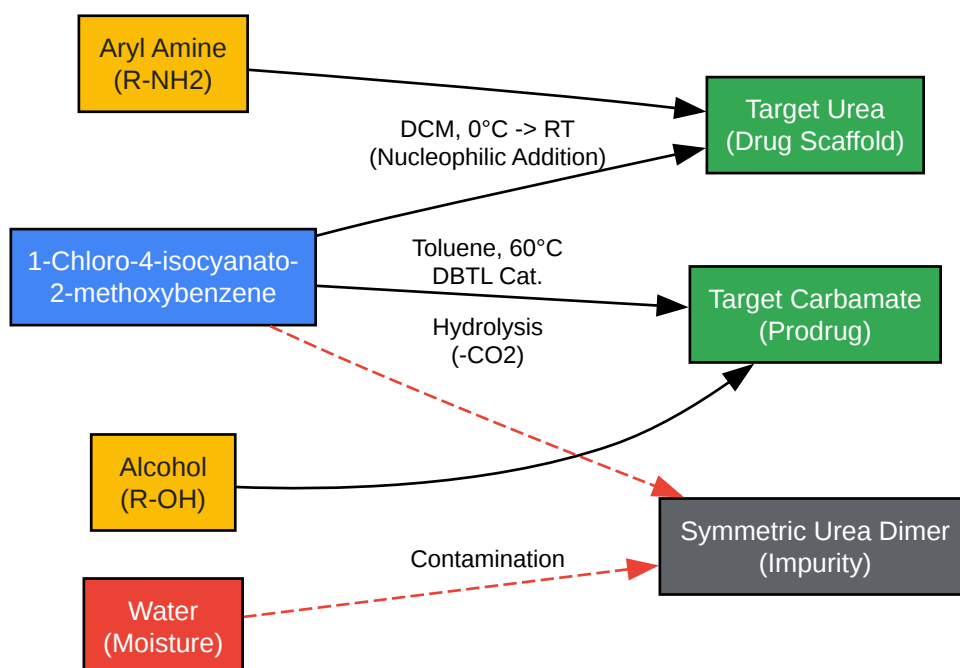 Aryl Amine
(R-NH2)
DCM, 0°C -> RT
(Nucleophilic Addition)
Target Urea
(Drug Scaffold)
1-Chloro-4-isocyanato-
2-methoxybenzene
Toluene, 60°C
DBTL Cat.
Hydrolysis
(-CO2)
Target Carbamate
(Prodrug)
Alcohol
(R-OH)
Symmetric Urea Dimer
(Impurity)
Contamination
Water
(Moisture)